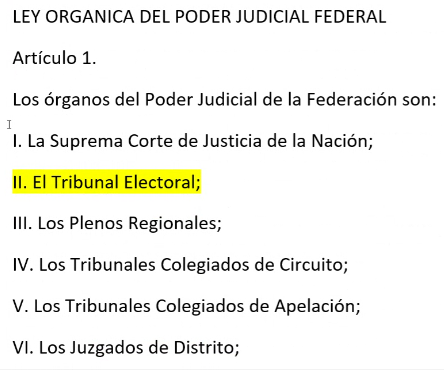 LEY ORGANICA DEL PODER JUDICIAL FEDERAL
Artículo 1.
Los órganos del Poder Judicial de la Federación son:
I. La Suprema Corte de Justicia de la Nación;
II. El Tribunal Electoral;
III. Los Plenos Regionales;
IV. Los Tribunales Colegiados de Circuito;
V. Los Tribunales Colegiados de Apelación;
VI. Los Juzgados de Distrito;